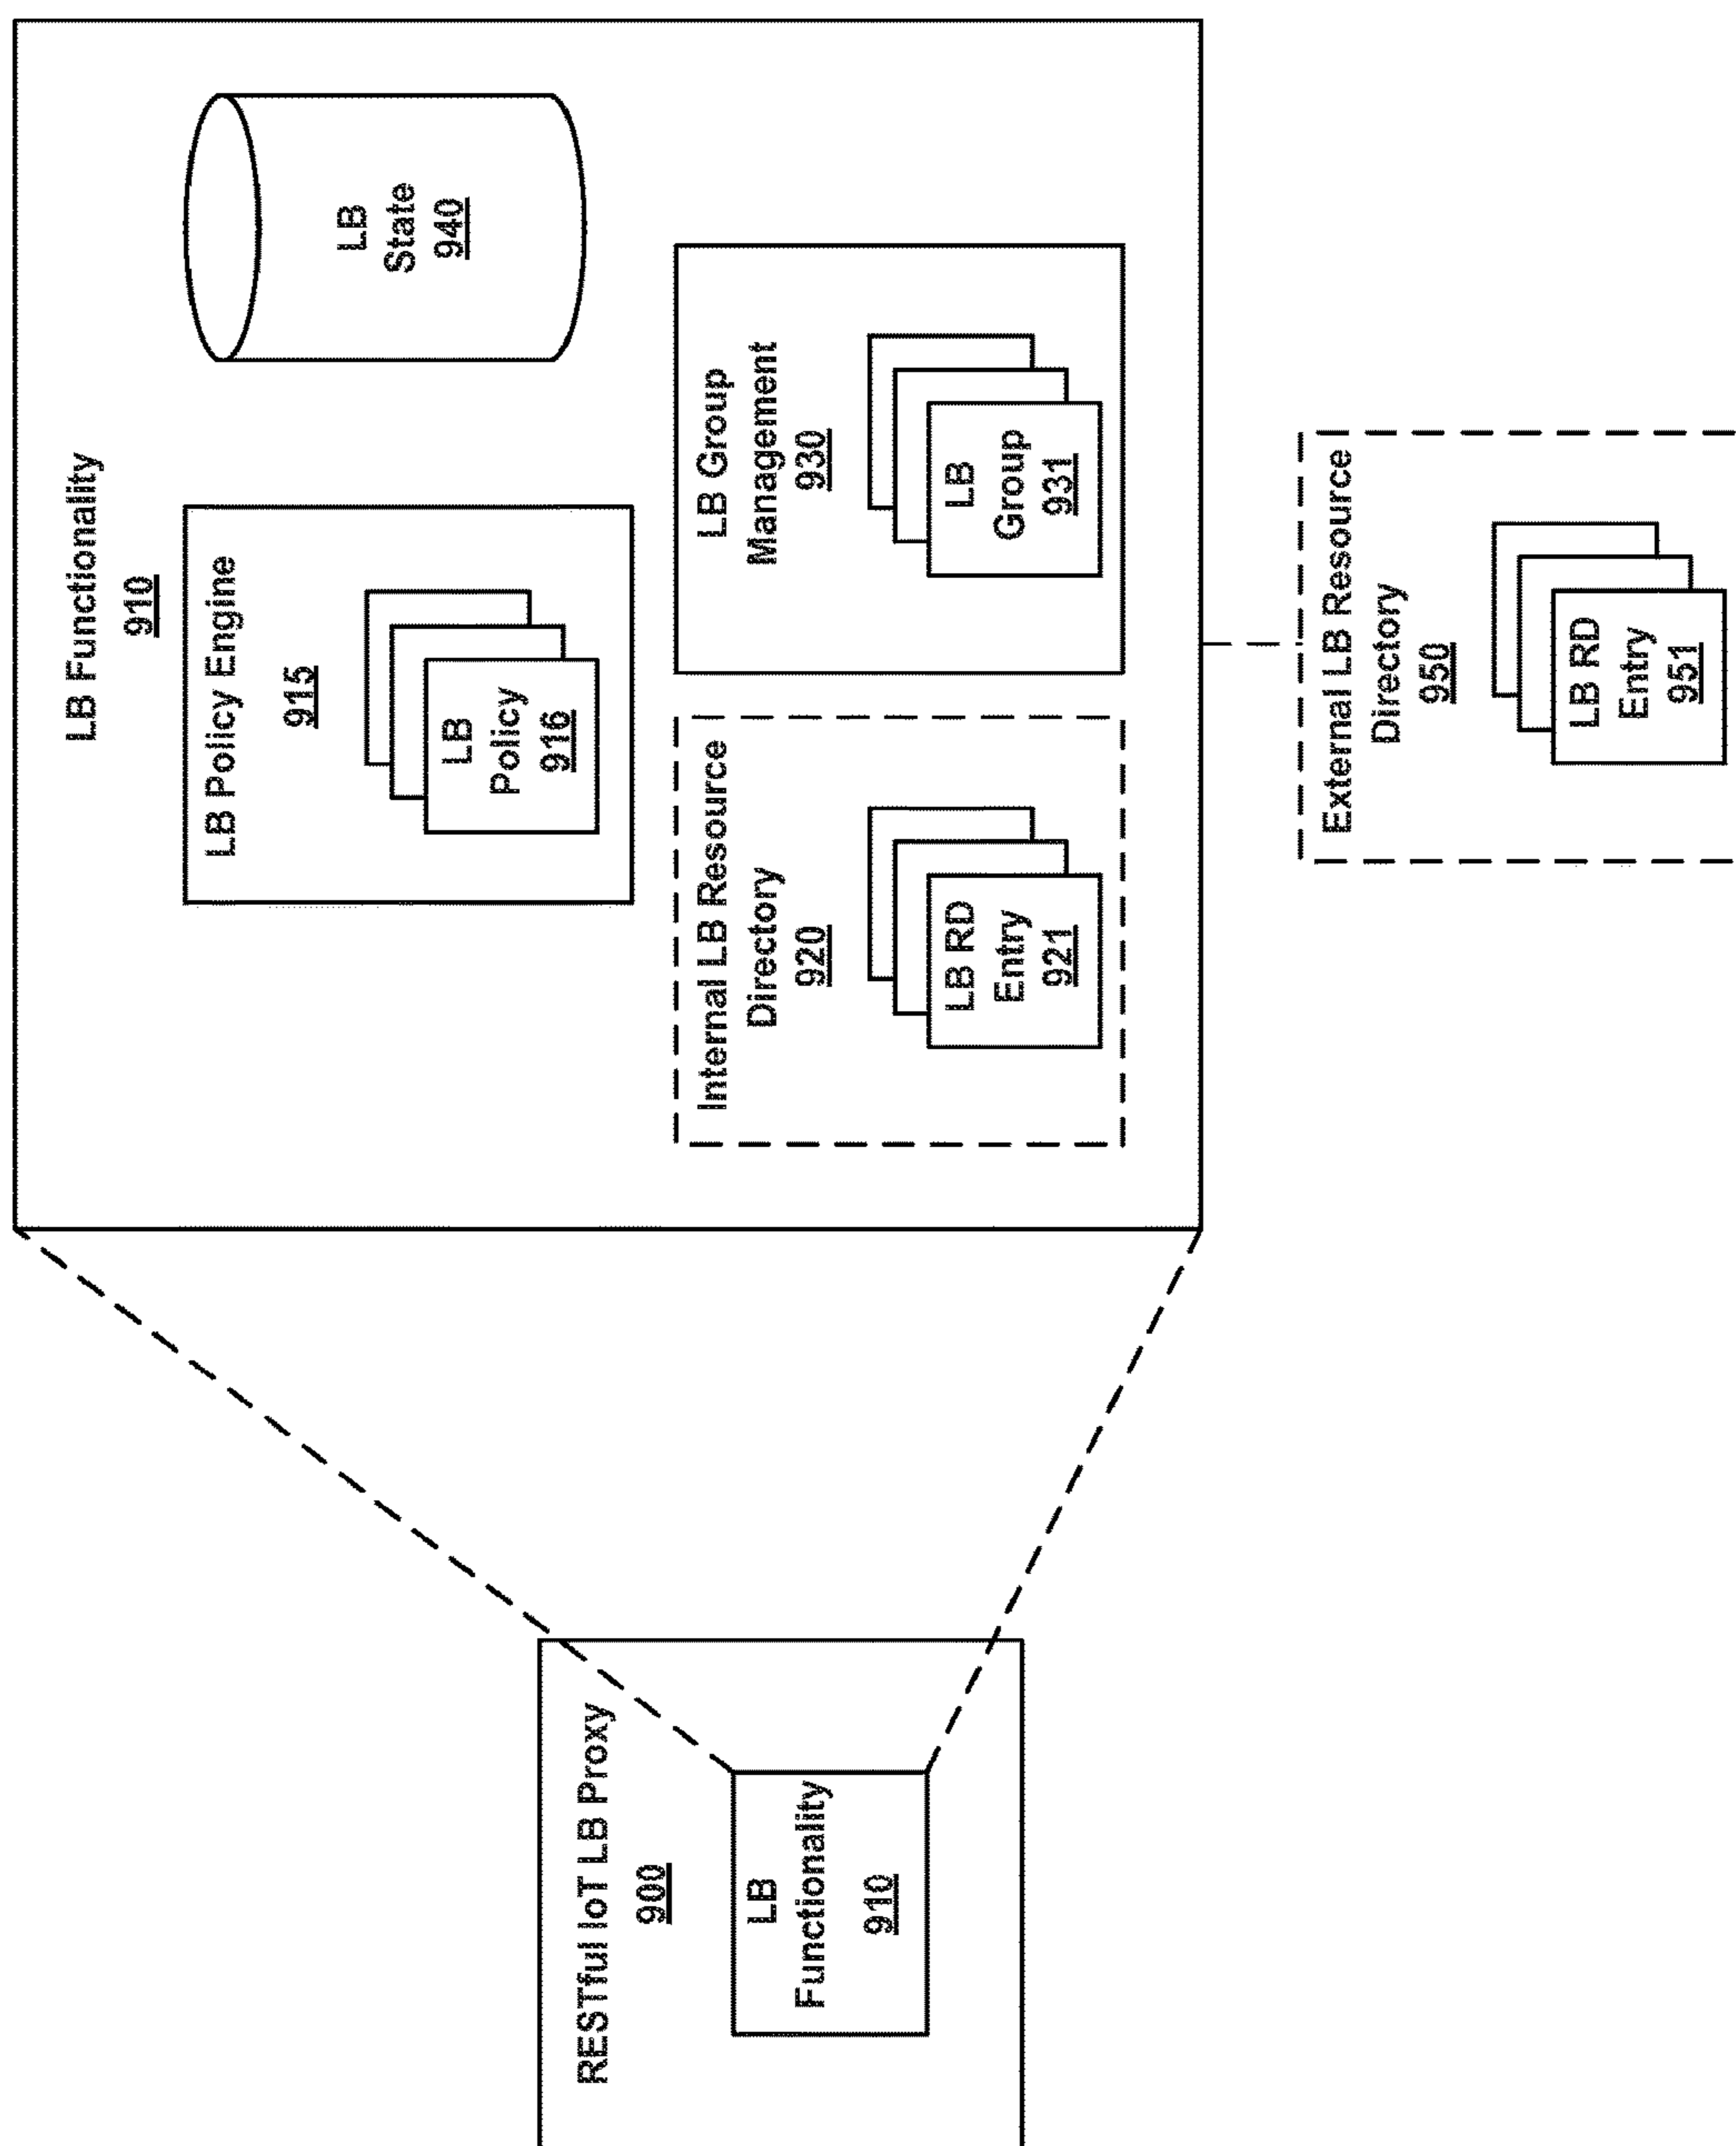 RESTful IoT LB Proxy
900
LB
Functionality
910
LB Functionality
910
LB Policy Engine
915
LB
Policy
916
LB
State
940
Internal LB Resource
Directory
920
LB RD
Entry
921
LB Group
Management
930
LB
Group
931
External LB Resource
Directory
950
LB RD
Entry
951